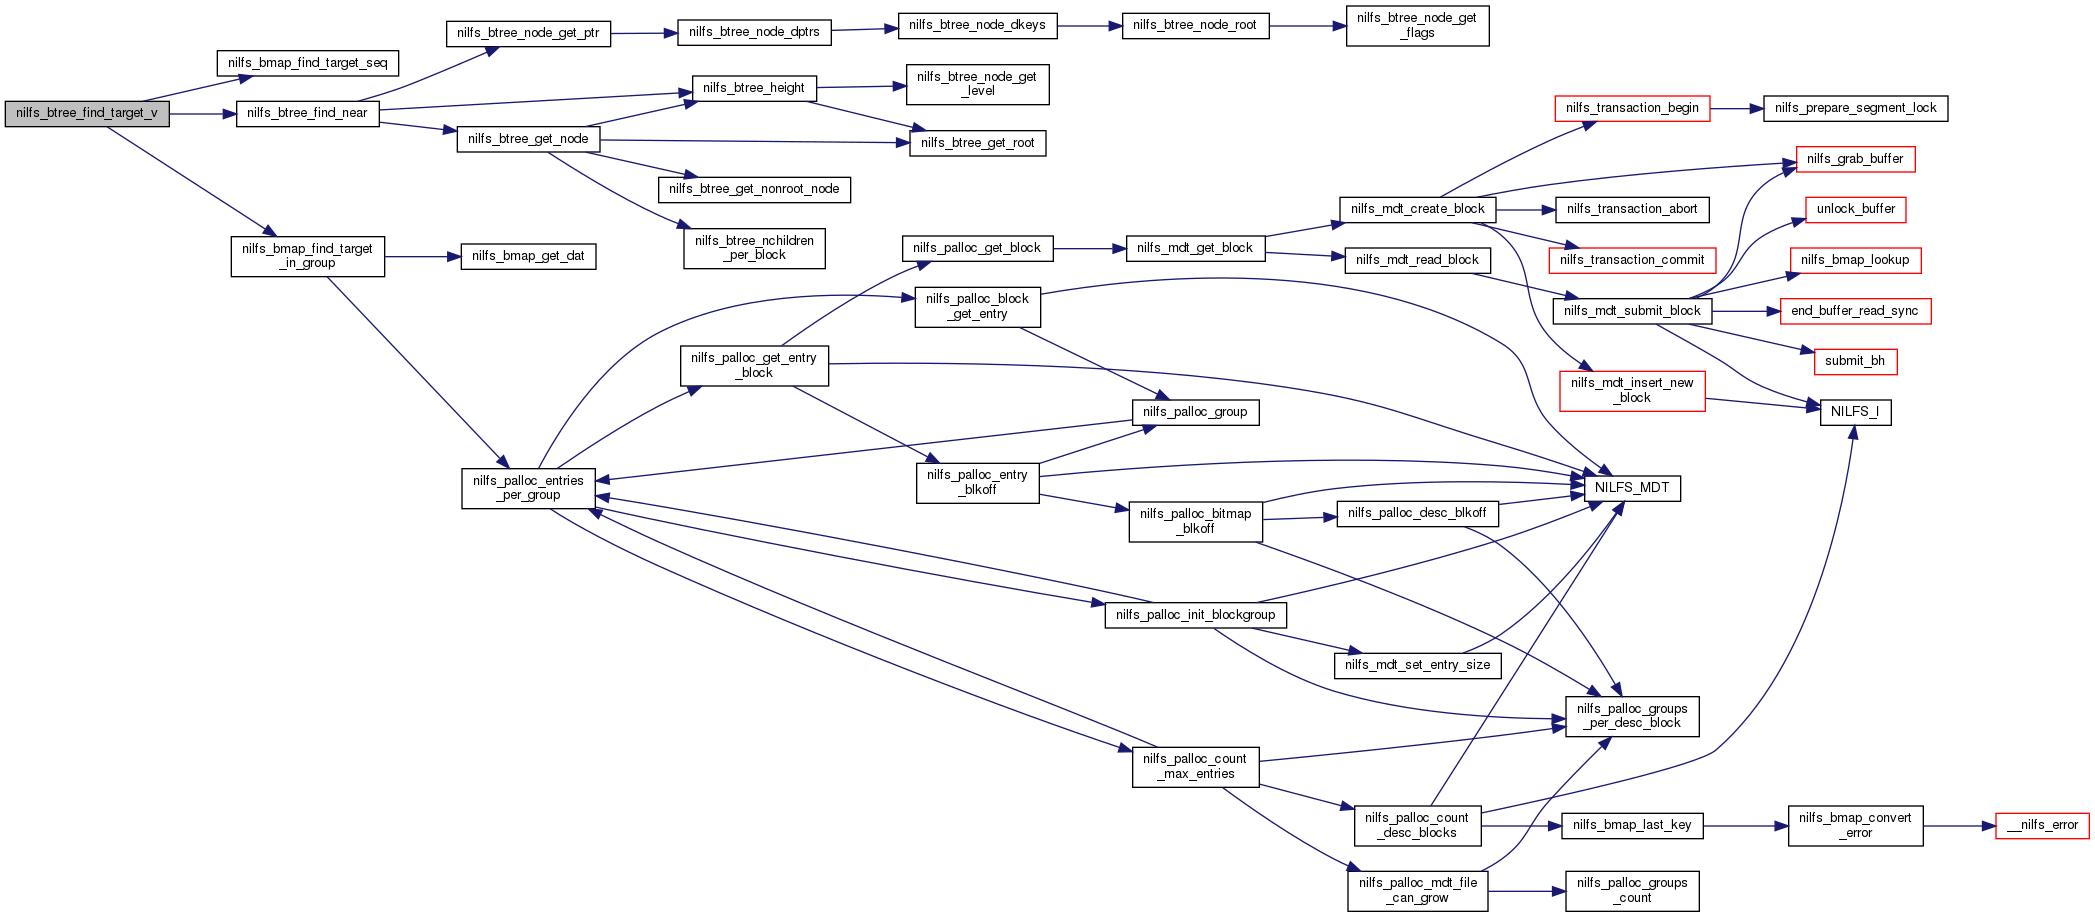 nilfs_btree_find_target_v
nilfs_bmap_find_target_seq
nilfs_btree_find_near
nilfs_bmap_find_target
_in_group
nilfs_btree_node_get_ptr
nilfs_btree_get_node
nilfs_bmap_get_dat
nilfs_palloc_entries
_per_group
nilfs_btree_node_dptrs
nilfs_btree_height
nilfs_btree_get_nonroot_node
nilfs_btree_nchildren
_per_block
nilfs_palloc_get_entry
_block
nilfs_btree_node_dkeys
nilfs_btree_node_get
_level
nilfs_btree_get_root
nilfs_palloc_get_block
nilfs_palloc_block
_get_entry
nilfs_palloc_entry
_blkoff
nilfs_btree_node_root
nilfs_mdt_get_block
nilfs_palloc_group
nilfs_palloc_bitmap
_blkoff
nilfs_palloc_init_blockgroup
nilfs_palloc_count
_max_entries
nilfs_btree_node_get
_flags
nilfs_mdt_create_block
nilfs_mdt_read_block
nilfs_palloc_desc_blkoff
nilfs_mdt_set_entry_size
nilfs_palloc_count
_desc_blocks
nilfs_palloc_mdt_file
_can_grow
nilfs_transaction_begin
nilfs_transaction_abort
nilfs_transaction_commit
nilfs_mdt_submit_block
nilfs_mdt_insert_new
_block
NILFS_MDT
nilfs_palloc_groups
_per_desc_block
nilfs_bmap_last_key
nilfs_palloc_groups
_count
nilfs_prepare_segment_lock
nilfs_grab_buffer
unlock_buffer
nilfs_bmap_lookup
end_buffer_read_sync
submit_bh
NILFS_I
nilfs_bmap_convert
_error
__nilfs_error